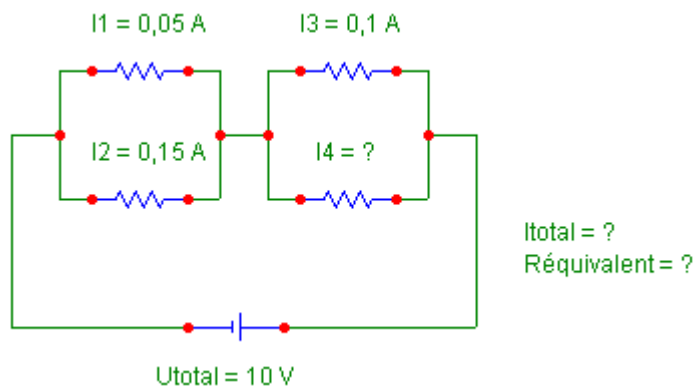 I1 = 0,05 A
I3 = 0,1 A
I2 = 0,15 A
I4 = ?
Itotal = ?
Réquivalent = ?
Utotal = 10 V